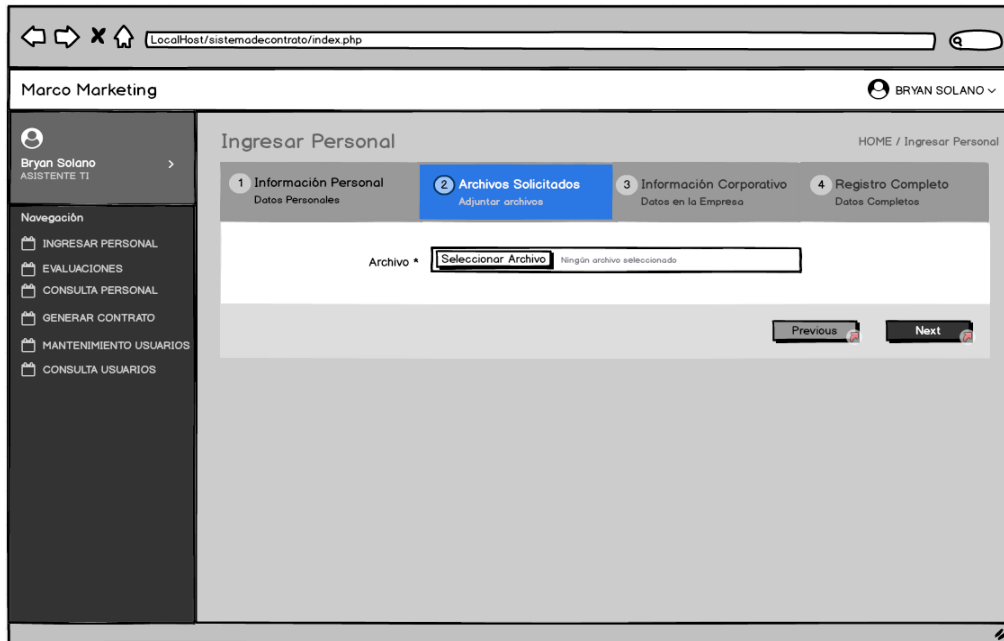 LocalHost/sistemadecontrato/index.php
Marco Marketing
BRYAN SOLANO
Bryan Solano
ASISTENTE TI
Navegación
INGRESAR PERSONAL
EVALUACIONES
CONSULTA PERSONAL
GENERAR CONTRATO
MANTENIMIENTO USUARIOS
CONSULTA USUARIOS
Ingresar Personal
HOME / Ingresar Personal
1 Información Personal
Datos Personales
2 Archivos Solicitados
Adjuntar archivos
3 Información Corporativo
Datos en la Empresa
4 Registro Completo
Datos Completos
Archivo * Seleccionar Archivo Ningún archivo seleccionado
Previous
Next